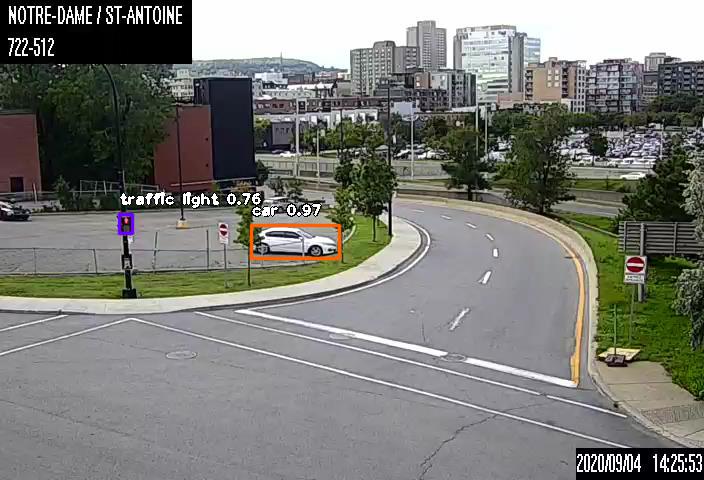 NOTRE-DAME / ST-ANTOINE
722-512
traffic light 0.76
car 0.97
2020/09/04 14:25:53